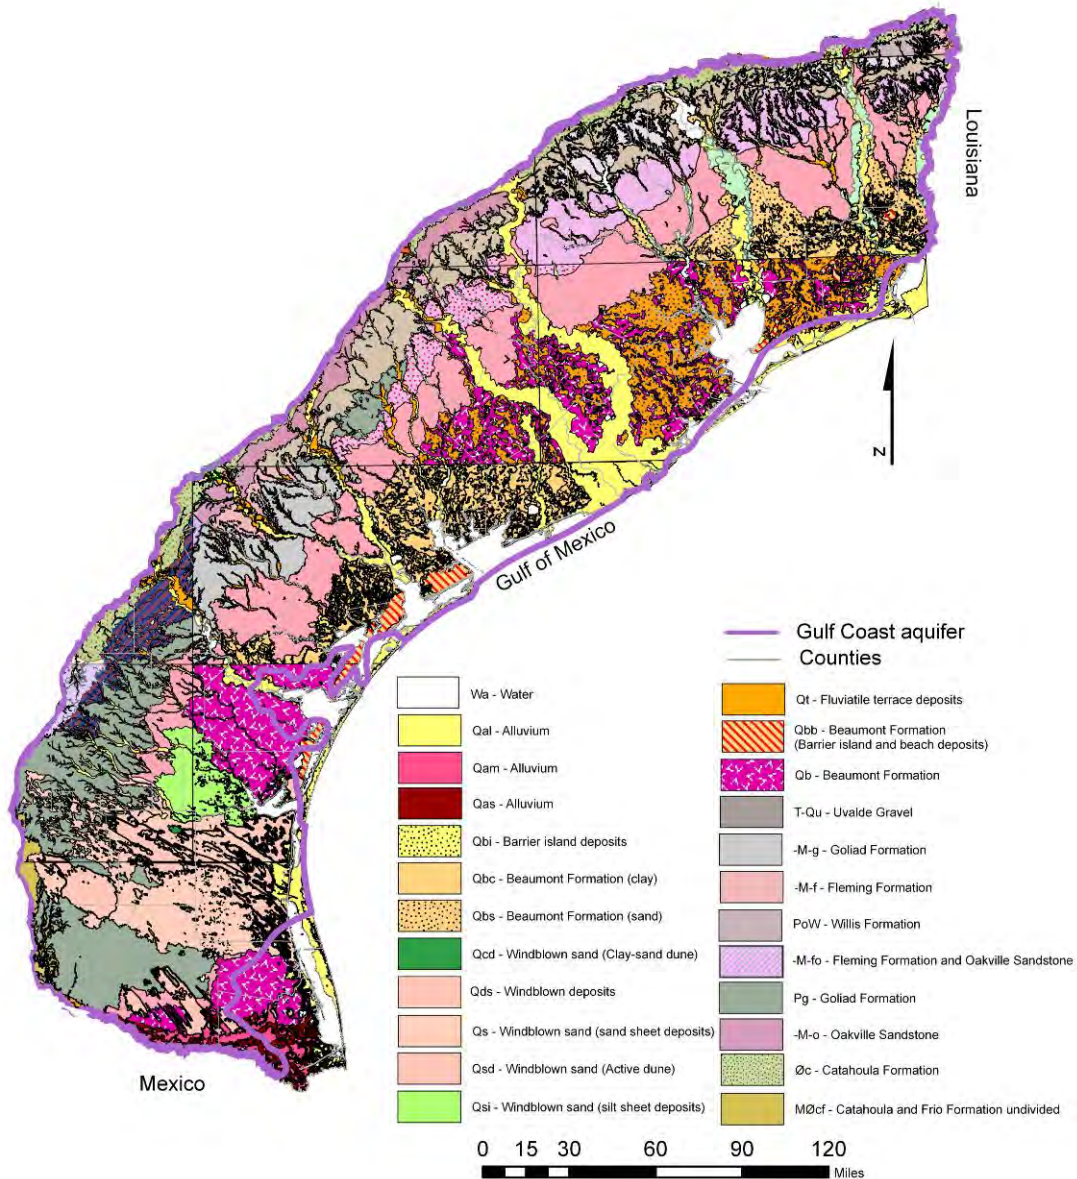 Louisiana
N
Gulf of Mexico
Mexico
Gulf Coast aquifer
Counties
Wa - Water
Qal - Alluvium
Qam - Alluvium
Qas - Alluvium
Qbi - Barrier island deposits
Qbc - Beaumont Formation (clay)
Qbs - Beaumont Formation (sand)
Qcd - Windblown sand (Clay-sand dune)
Qds - Windblown deposits
Qs - Windblown sand (sand sheet deposits)
Qsd - Windblown sand (Active dune)
Qsi - Windblown sand (silt sheet deposits)
Qt - Fluviatile terrace deposits
Qbb - Beaumont Formation
(Barrier island and beach deposits)
Qb - Beaumont Formation
T-Qu - Uvalde Gravel
-M-g - Goliad Formation
-M-f - Fleming Formation
PoW - Willis Formation
-M-fo - Fleming Formation and Oakville Sandstone
Pg - Goliad Formation
-M-o - Oakville Sandstone
Øc - Catahoula Formation
MØcf - Catahoula and Frio Formation undivided
0 15 30 60 90 120
Miles